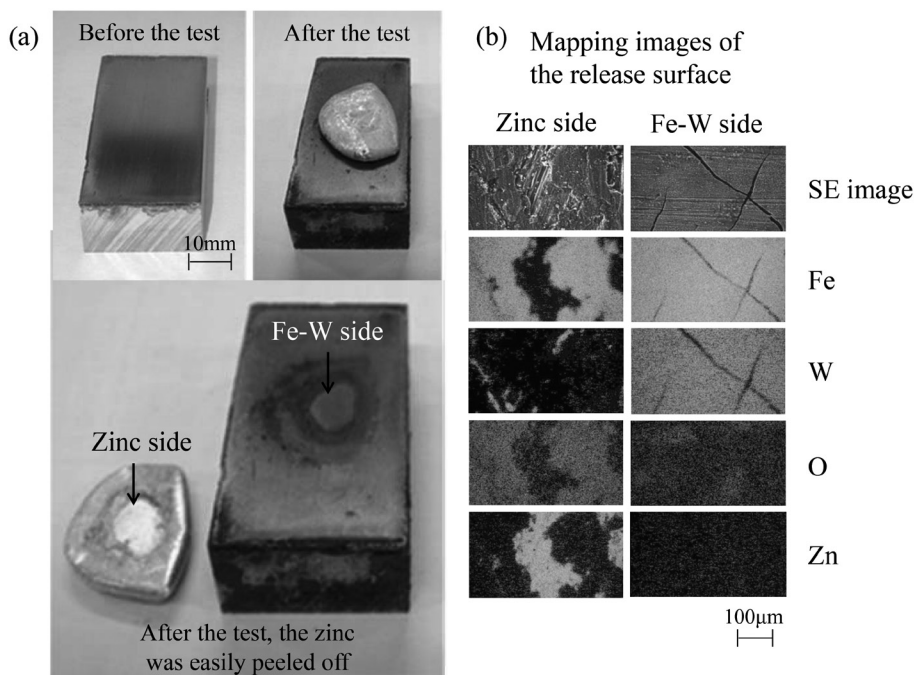 (a)
Before the test
After the test
10mm
Fe-W side
Zinc side
After the test, the zinc
was easily peeled off
(b)
Mapping images of
the release surface
Zinc side
Fe-W side
SE image
Fe
W
O
Zn
100μm